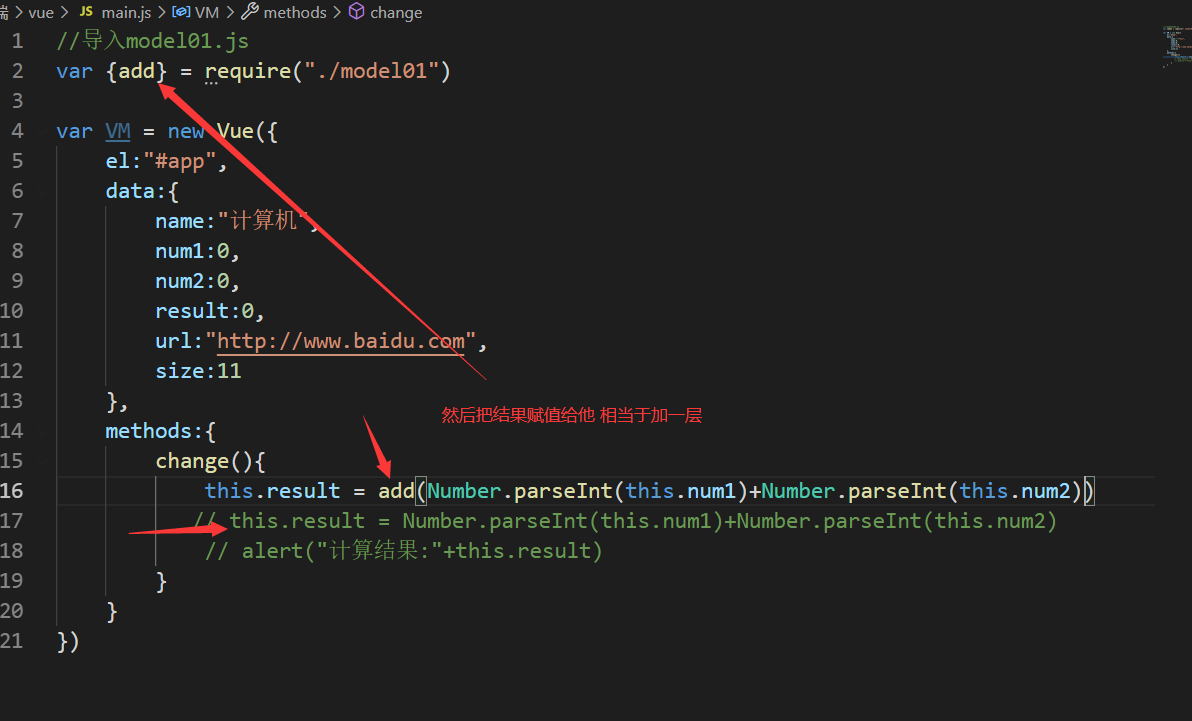 端 > vue > JS main.js > VM > methods > change
1 //导入model01.js
2 var {add} = require("./model01")
3
4 var VM = new Vue({
5 el:"#app",
6 data:{
7 name:"计算机",
8 num1:0,
9 num2:0,
10 result:0,
11 url:"http://www.baidu.com",
12 size:11
13 },
然后把结果赋值给他 相当于加一层
14 methods:{
15 change(){
16 this.result = add(Number.parseInt(this.num1)+Number.parseInt(this.num2))
17 // this.result = Number.parseInt(this.num1)+Number.parseInt(this.num2)
18 // alert("计算结果:"+this.result)
19 }
20 }
21 })